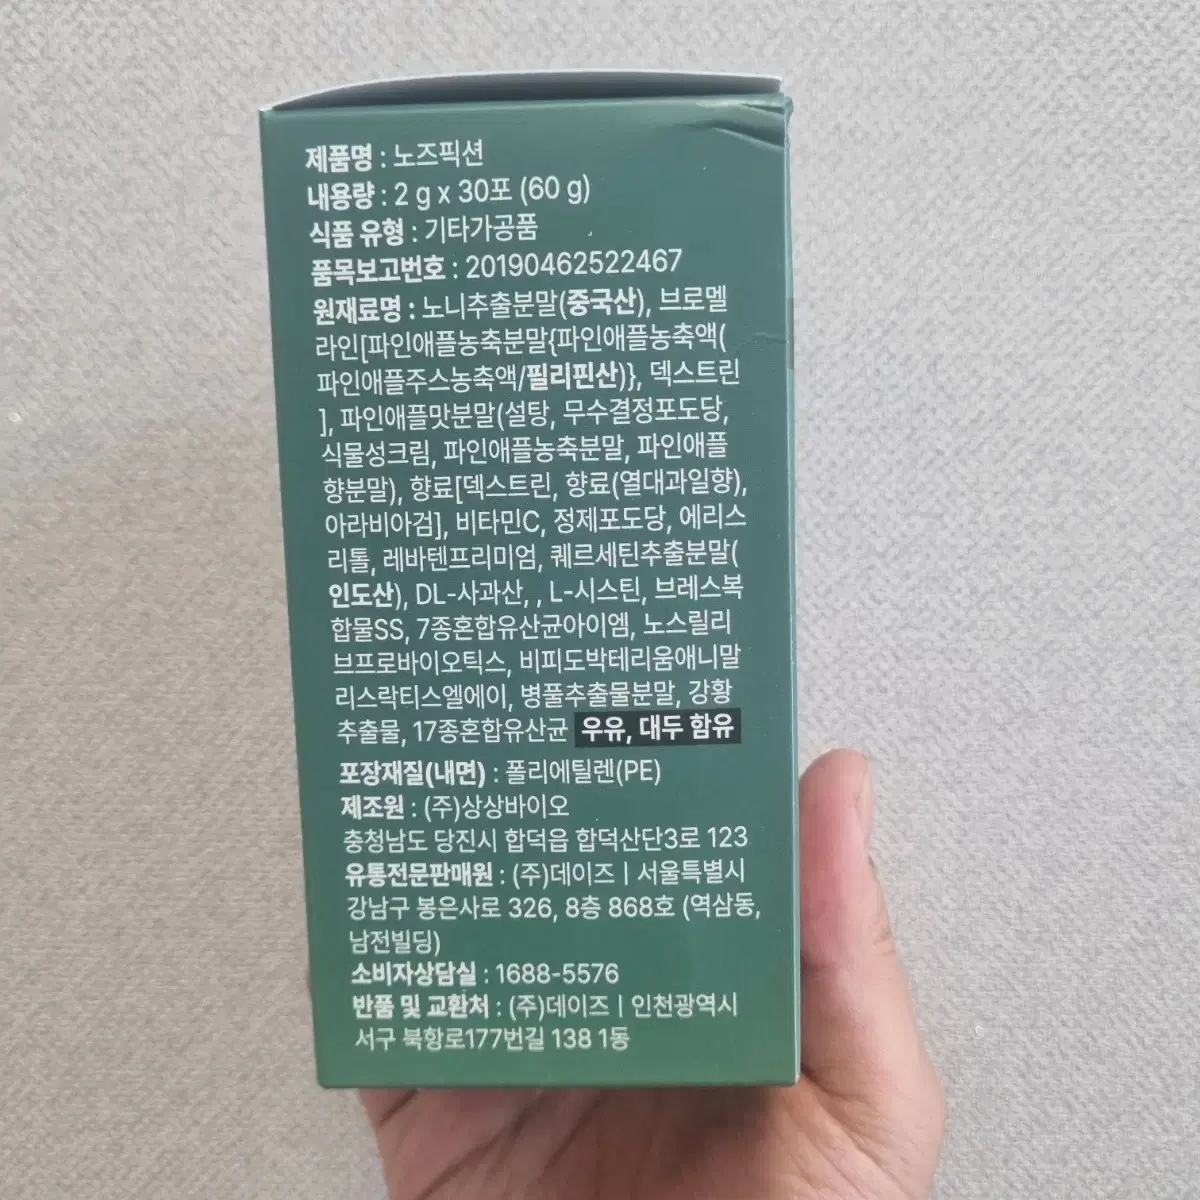 제품명 : 노즈픽션
내용량 : 2 g x 30포 (60 g)
식품 유형 : 기타가공품
품목보고번호 : 20190462522467
원재료명 : 노니추출분말(중국산), 브로멜
라인[파인애플농축분말{파인애플농축액(
파인애플주스농축액/필리핀산)}, 덱스트린
], 파인애플맛분말(설탕, 무수결정포도당,
식물성크림, 파인애플농축분말, 파인애플
향분말), 향료[덱스트린, 향료(열대과일향),
아라비아검], 비타민C, 정제포도당, 에리스
리톨, 레바텐프리미엄, 퀘르세틴추출분말(
인도산), DL-사과산, , L-시스틴, 브레스복
합물SS, 7종혼합유산균아이엠, 노스릴리
브프로바이오틱스, 비피도박테리움애니말
리스락티스엘에이, 병풀추출물분말, 강황
추출물, 17종혼합유산균 우유, 대두 함유
포장재질(내면) : 폴리에틸렌(PE)
제조원 : (주)상상바이오
충청남도 당진시 합덕읍 합덕산단3로 123
유통전문판매원 : (주)데이즈 | 서울특별시
강남구 봉은사로 326, 8층 868호 (역삼동,
남전빌딩)
소비자상담실 : 1688-5576
반품 및 교환처 : (주)데이즈 | 인천광역시
서구 북항로177번길 138 1동